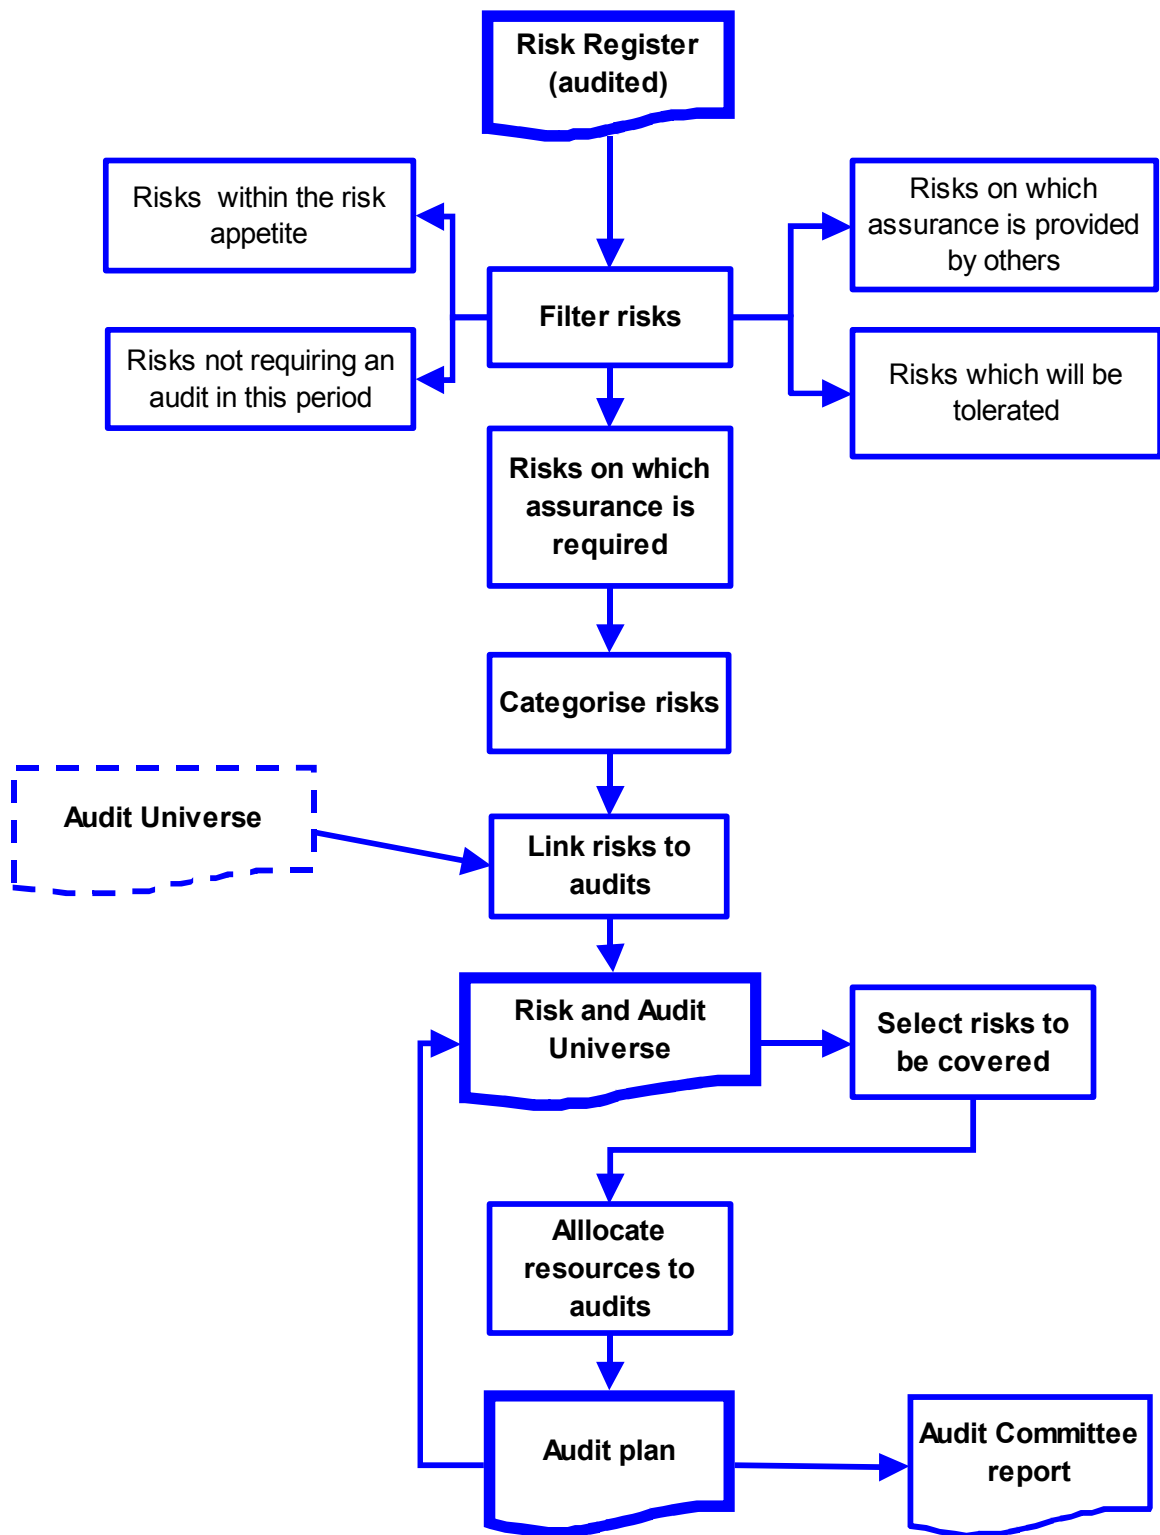 Risk Register
(audited)
Risks within the risk
appetite
Risks on which
assurance is provided
by others
Filter risks
Risks not requiring an
audit in this period
Risks which will be
tolerated
Risks on which
assurance is
required
Categorise risks
Audit Universe
Link risks to
audits
Risk and Audit
Universe
Select risks to
be covered
Alllocate
resources to
audits
Audit plan
Audit Committee
report